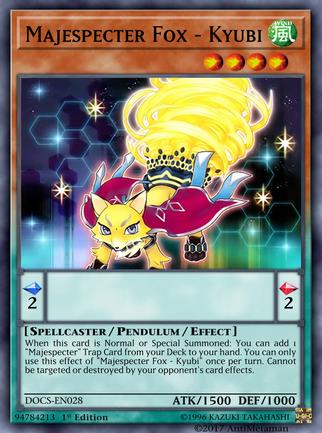 MAJESPECTER FOX - KYUBI
WIND
風
2
2
[SPELLCASTER / PENDULUM / EFFECT]
When this card is Normal or Special Summoned: You can add 1
"Majespecter" Trap Card from your Deck to your hand. You can only
use this effect of "Majespecter Fox - Kyubi" once per turn. Cannot
be targeted or destroyed by your opponent's card effects.
DOCS-EN028 ATK/1500 DEF/1000
94784213 1st Edition ©1996 KAZUKI TAKAHASHI
©2017 AntiMetaman